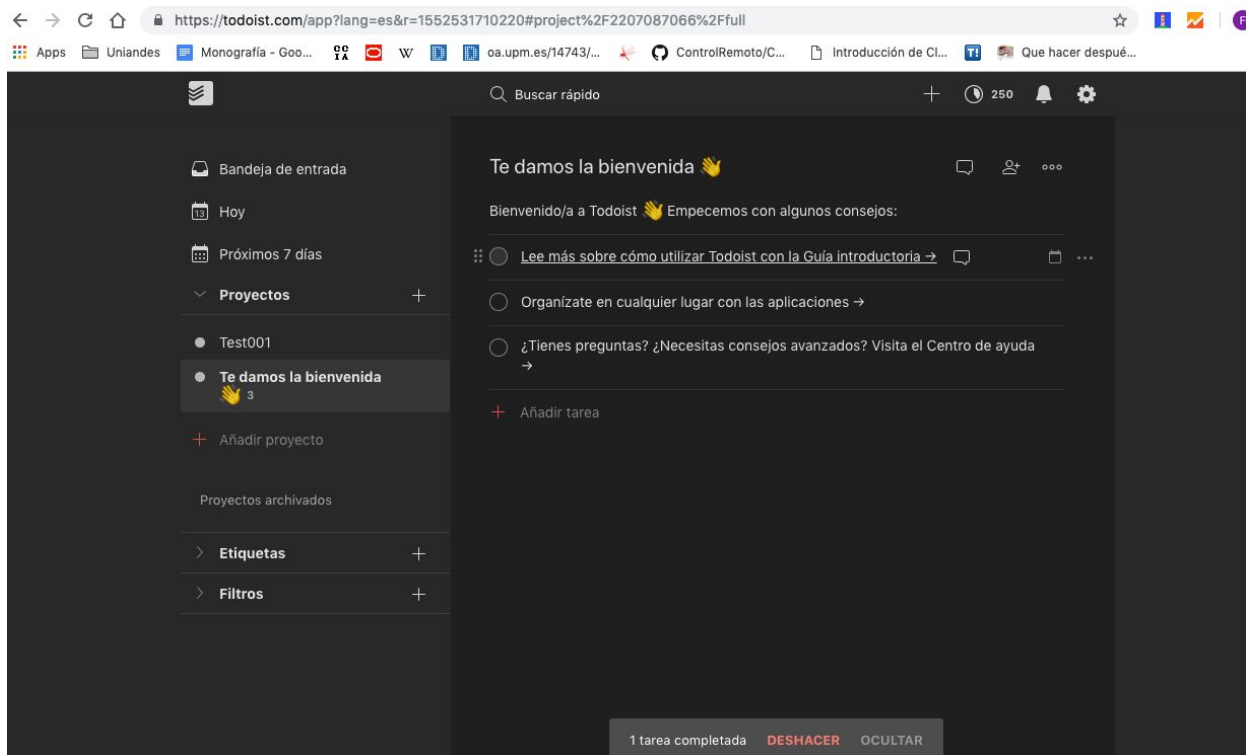 https://todoist.com/app?lang=es&r=1552531710220#project%2F2207087066%2Ffull
Apps Uniandes Monografía - Goo... W oa.upm.es/14743/... ControlRemoto/C... Introducción de Cl... T! Que hacer despué...
Buscar rápido 250
Bandeja de entrada
13 Hoy
Próximos 7 días
Proyectos
Test001
Te damos la bienvenida
👋 3
Añadir proyecto
Proyectos archivados
Etiquetas
Filtros
Te damos la bienvenida 👋
Bienvenido/a a Todoist 👋 Empecemos con algunos consejos:
Lee más sobre cómo utilizar Todoist con la Guía introductoria →
Organízate en cualquier lugar con las aplicaciones →
¿Tienes preguntas? ¿Necesitas consejos avanzados? Visita el Centro de ayuda
→
Añadir tarea
1 tarea completada DESHACER OCULTAR